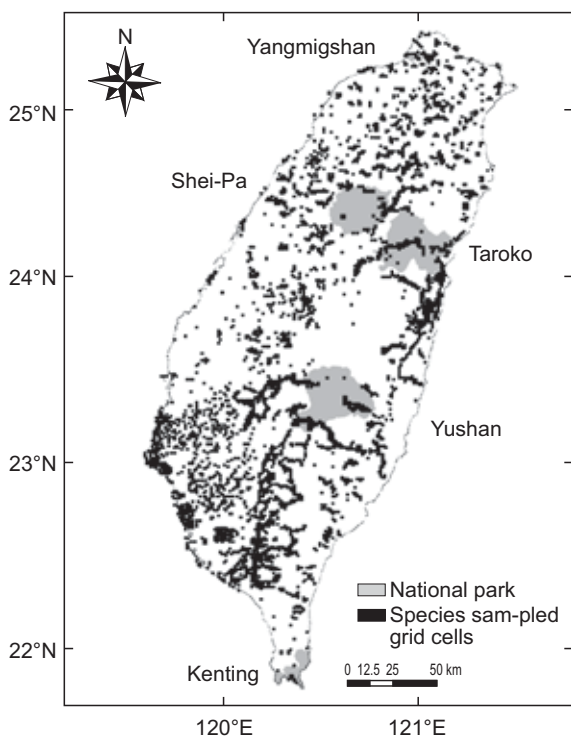 N
Yangmigshan
25°N
Shei-Pa
24°N
Taroko
Yushan
23°N
National park
Species sam-pled
grid cells
22°N
Kenting
0 12.5 25 50 km
120°E 121°E